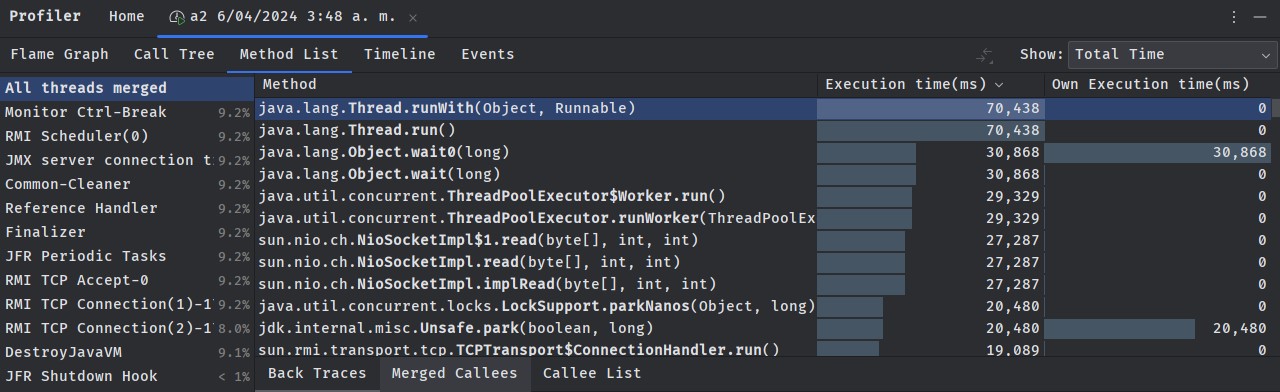 Profiler Home a2 6/04/2024 3:48 a. m.
Flame Graph Call Tree Method List Timeline Events Show: Total Time
All threads merged
Monitor Ctrl-Break 9.2%
RMI Scheduler(0) 9.2%
JMX server connection t 9.2%
Common-Cleaner 9.2%
Reference Handler 9.2%
Finalizer 9.2%
JFR Periodic Tasks 9.2%
RMI TCP Accept-0 9.2%
RMI TCP Connection(1)-1 9.2%
RMI TCP Connection(2)-1 8.0%
DestroyJavaVM 9.1%
JFR Shutdown Hook < 1%
Method Execution time(ms) Own Execution time(ms)
java.lang.Thread.runWith(Object, Runnable) 70,438 0
java.lang.Thread.run() 70,438 0
java.lang.Object.wait0(long) 30,868 30,868
java.lang.Object.wait(long) 30,868 0
java.util.concurrent.ThreadPoolExecutor$Worker.run() 29,329 0
java.util.concurrent.ThreadPoolExecutor.runWorker(ThreadPoolEx 29,329 0
sun.nio.ch.NioSocketImpl$1.read(byte[], int, int) 27,287 0
sun.nio.ch.NioSocketImpl.read(byte[], int, int) 27,287 0
sun.nio.ch.NioSocketImpl.implRead(byte[], int, int) 27,287 0
java.util.concurrent.locks.LockSupport.parkNanos(Object, long) 20,480 0
jdk.internal.misc.Unsafe.park(boolean, long) 20,480 20,480
sun.rmi.transport.tcp.TCPTransport$ConnectionHandler.run() 19,089 0
Back Traces Merged Callees Callee List